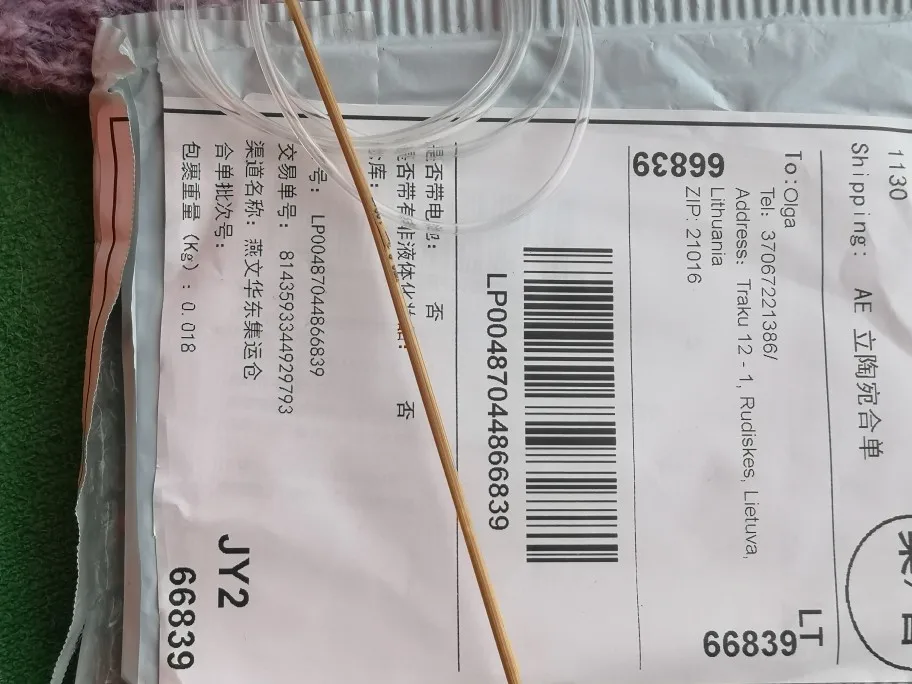 1130
Shipping: AE 立陶宛合单
To:Olga
Tel: 37067221386/
Address: Traku 12 - 1, Rudiskes, Lietuva,
Lithuania
ZIP: 21016
LT
66839
66839
LP00487044866839
是否带电池: 否
否
库:
号: LP00487044866839
交易单号: 8143593344929793
渠道名称: 燕文华东集运仓
合单批次号:
包裹重量 (Kg) : 0.018
JY2
66839